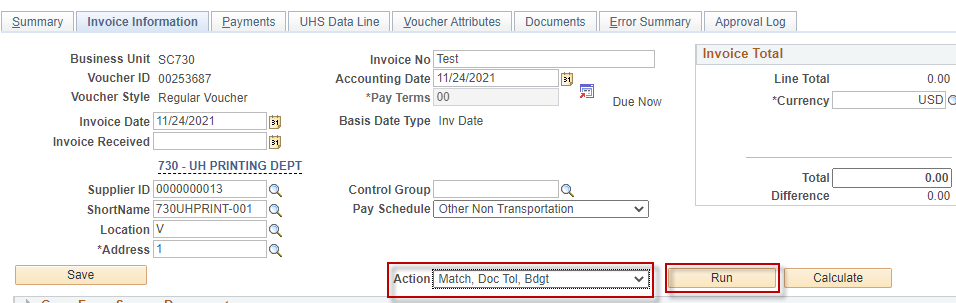 Summary Invoice Information Payments UHS Data Line Voucher Attributes Documents Error Summary Approval Log
Business Unit SC730 Invoice No Test Invoice Total
Voucher ID 00253687 Accounting Date 11/24/2021 31 Line Total 0.00
Voucher Style Regular Voucher *Pay Terms 00 Due Now *Currency USD
Invoice Date 11/24/2021 31 Basis Date Type Inv Date
Invoice Received 31
730 - UH PRINTING DEPT Total 0.00
Supplier ID 0000000013 Control Group Difference 0.00
ShortName 730UHPRINT-001 Pay Schedule Other Non Transportation
Location V
*Address 1
Save Action Match, Doc Tol, Bdgt Run Calculate